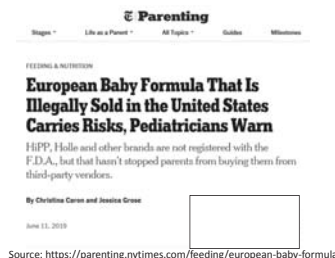 T Parenting
Stages
Life as a Parent
All Topics
Guides
Milestones
FEEDING & NUTRITION
European Baby Formula That Is
Illegally Sold in the United States
Carries Risks, Pediatricians Warn
HiPP, Holle and other brands are not registered with the
F.D.A., but that hasn't stopped parents from buying them from
third-party vendors.
By Christina Caron and Jessica Grose
June 11, 2019
Source: https://parenting.nytimes.com/feeding/european-baby-formula